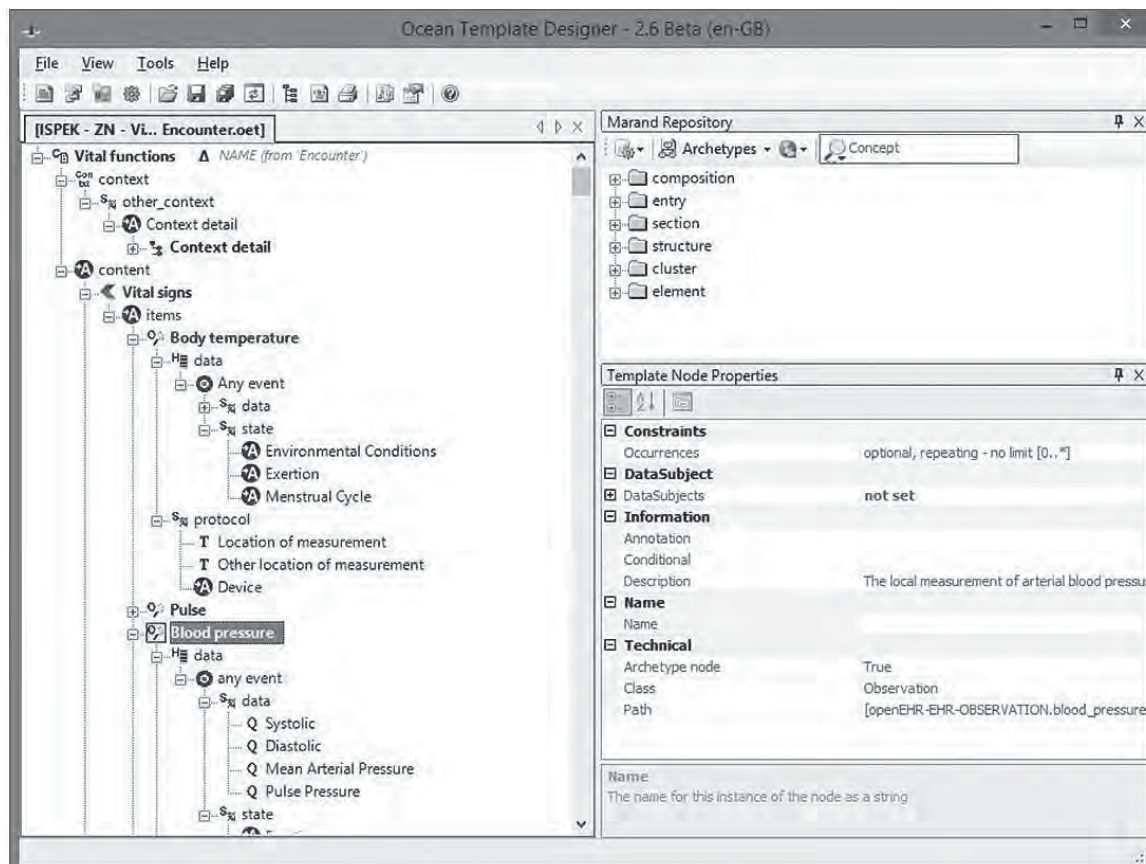 Ocean Template Designer - 2.6 Beta (en-GB)
File View Tools Help
[ISPEK - ZN - Vi... Encounter.oet]
Vital functions Δ NAME (from 'Encounter')
context
other_context
Context detail
Context detail
content
Vital signs
items
Body temperature
data
Any event
data
state
Environmental Conditions
Exertion
Menstrual Cycle
protocol
T Location of measurement
T Other location of measurement
Device
Pulse
Blood pressure
data
any event
data
Q Systolic
Q Diastolic
Q Mean Arterial Pressure
Q Pulse Pressure
state
Marand Repository
Archetypes Concept
composition
entry
section
structure
cluster
element
Template Node Properties
Constraints
Occurrences optional, repeating - no limit [0..*]
DataSubject
DataSubjects not set
Information
Annotation
Conditional
Description The local measurement of arterial blood pressu
Name
Name
Technical
Archetype node True
Class Observation
Path [openEHR-EHR-OBSERVATION.blood_pressure
Name
The name for this instance of the node as a string